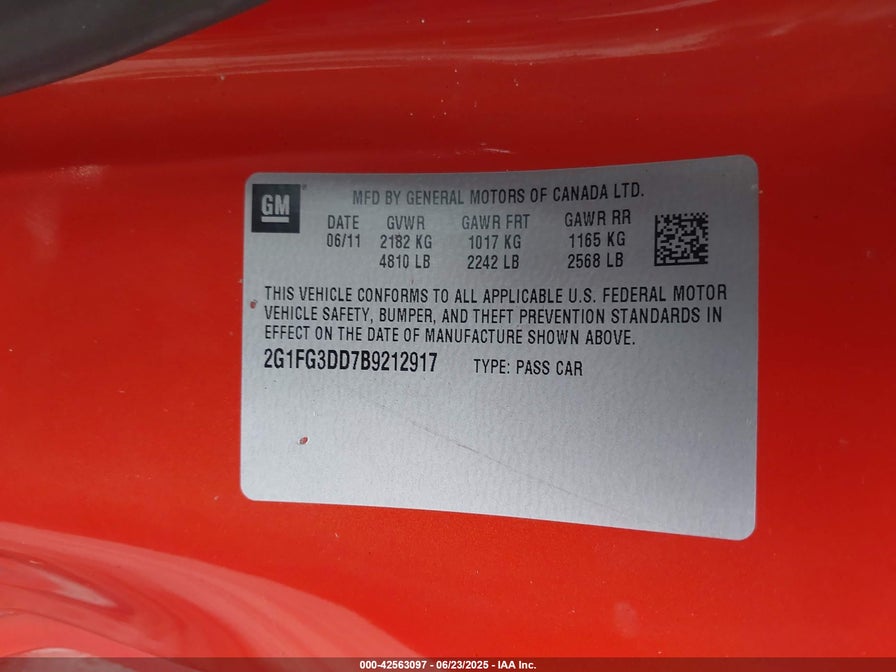 GM
MFD BY GENERAL MOTORS OF CANADA LTD.
DATE GVWR GAWR FRT GAWR RR
06/11 2182 KG 1017 KG 1165 KG
4810 LB 2242 LB 2568 LB
THIS VEHICLE CONFORMS TO ALL APPLICABLE U.S. FEDERAL MOTOR
VEHICLE SAFETY, BUMPER, AND THEFT PREVENTION STANDARDS IN
EFFECT ON THE DATE OF MANUFACTURE SHOWN ABOVE.
2G1FG3DD7B9212917 TYPE: PASS CAR
000-42563097 - 06/23/2025 - IAA Inc.